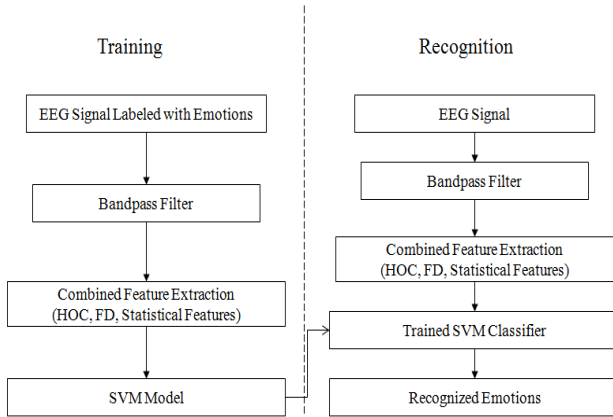 Training
EEG Signal Labeled with Emotions
Bandpass Filter
Combined Feature Extraction
(HOC, FD, Statistical Features)
SVM Model
Recognition
EEG Signal
Bandpass Filter
Combined Feature Extraction
(HOC, FD, Statistical Features)
Trained SVM Classifier
Recognized Emotions